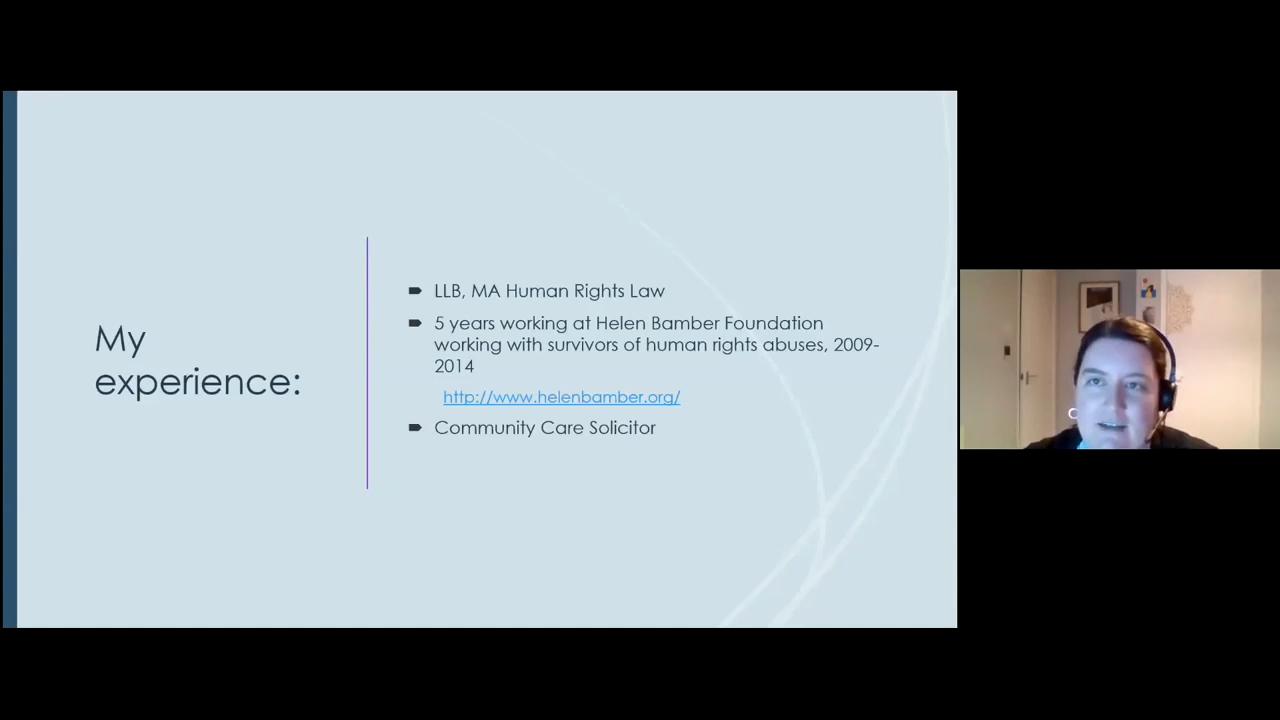 My
experience:
LLB, MA Human Rights Law
5 years working at Helen Bamber Foundation
working with survivors of human rights abuses, 2009-
2014
http://www.helenbamber.org/
Community Care Solicitor